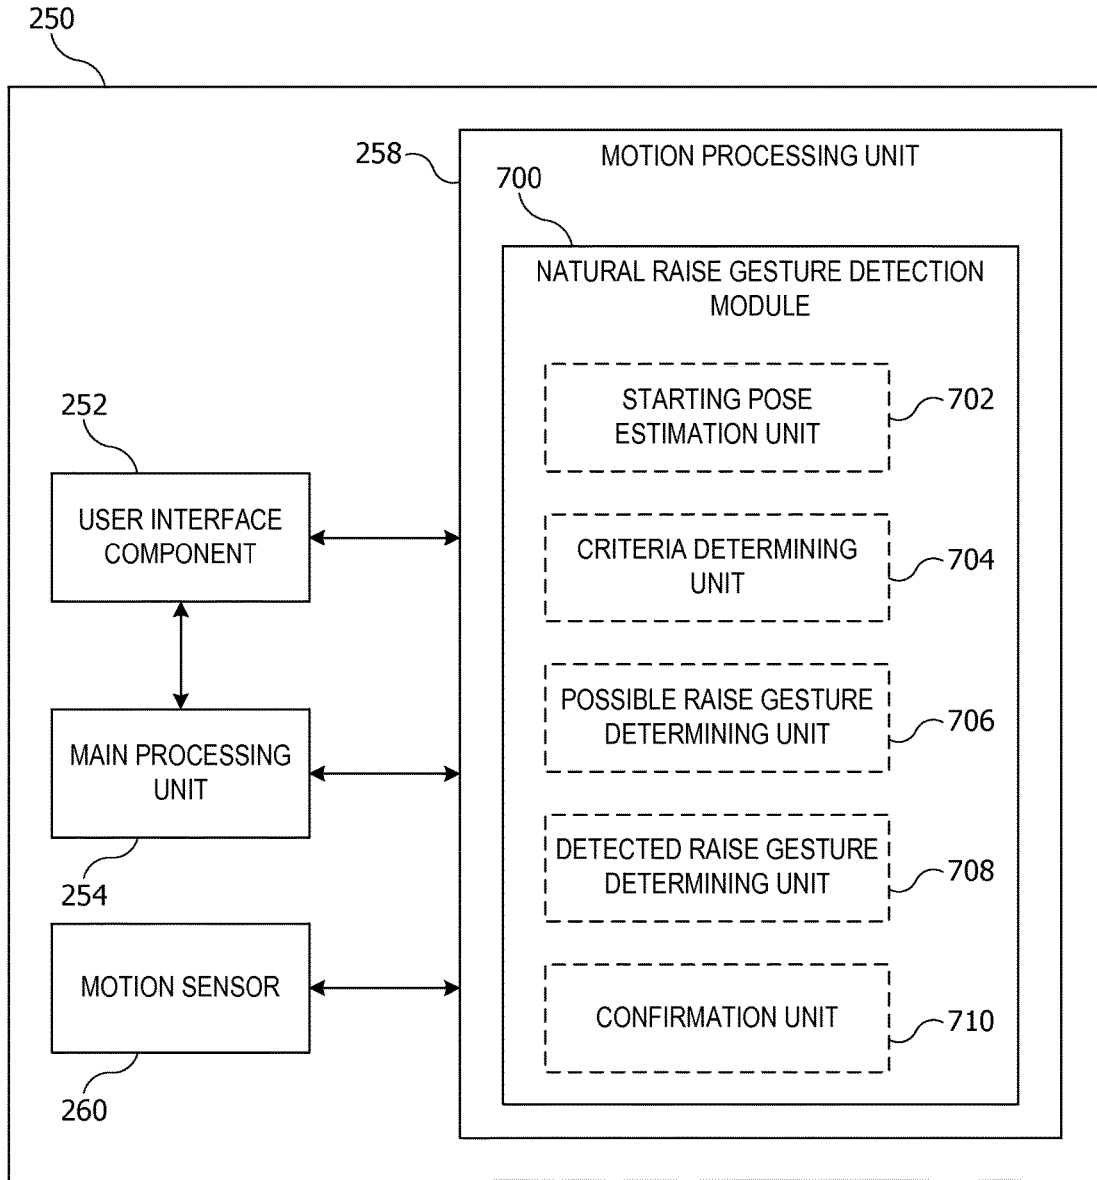 250
258
MOTION PROCESSING UNIT
700
NATURAL RAISE GESTURE DETECTION
MODULE
STARTING POSE
ESTIMATION UNIT
702
252
USER INTERFACE
COMPONENT
CRITERIA DETERMINING
UNIT
704
POSSIBLE RAISE GESTURE
DETERMINING UNIT
706
MAIN PROCESSING
UNIT
254
DETECTED RAISE GESTURE
DETERMINING UNIT
708
MOTION SENSOR
260
CONFIRMATION UNIT
710